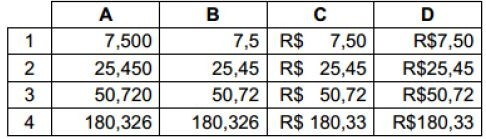 A B C D
1 7,500 7,5 R$ 7,50 R$7,50
2 25,450 25,45 R$ 25,45 R$25,45
3 50,720 50,72 R$ 50,72 R$50,72
4 180,326 180,326 R$ 180,33 R$180,33